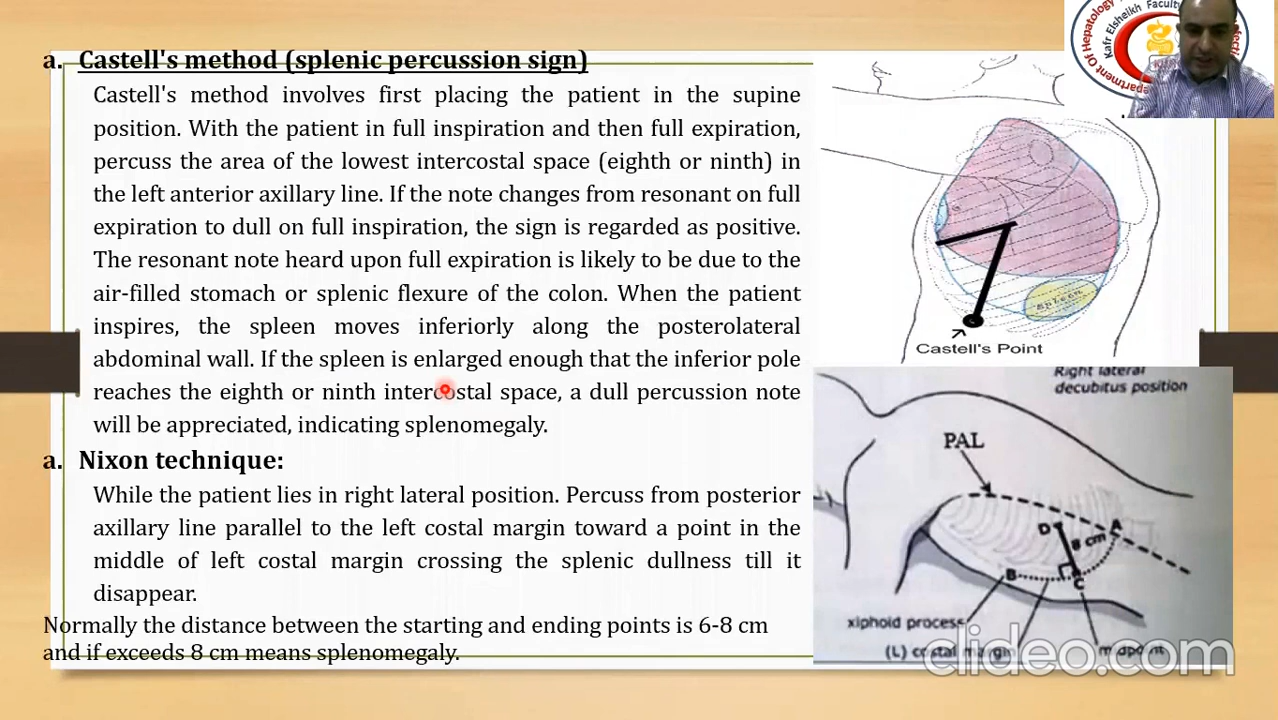 a. Castell's method (splenic percussion sign)
Castell's method involves first placing the patient in the supine
position. With the patient in full inspiration and then full expiration,
percuss the area of the lowest intercostal space (eighth or ninth) in
the left anterior axillary line. If the note changes from resonant on full
expiration to dull on full inspiration, the sign is regarded as positive.
The resonant note heard upon full expiration is likely to be due to the
air-filled stomach or splenic flexure of the colon. When the patient
inspires, the spleen moves inferiorly along the posterolateral
abdominal wall. If the spleen is enlarged enough that the inferior pole
reaches the eighth or ninth intercostal space, a dull percussion note
will be appreciated, indicating splenomegaly.
a. Nixon technique:
While the patient lies in right lateral position. Percuss from posterior
axillary line parallel to the left costal margin toward a point in the
middle of left costal margin crossing the splenic dullness till it
disappear.
Normally the distance between the starting and ending points is 6-8 cm
and if exceeds 8 cm means splenomegaly.
Of Hepatology
Kafr Elsheikh Faculty
Spleen
Castell's Point
Right lateral
decubitus position
PAL
D
A
8 cm
B
C
xiphoid process
(L) costal margin
midpoint
clideo.com